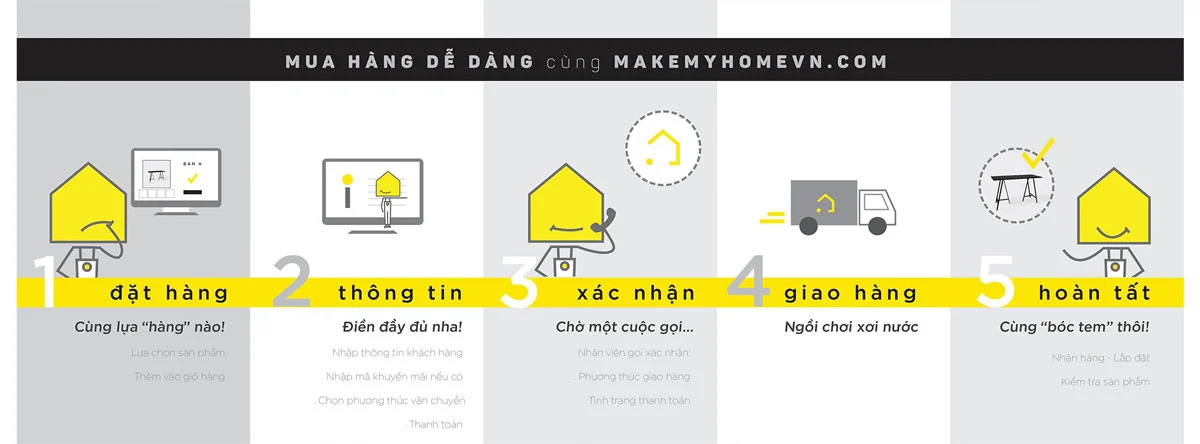 MUA HÀNG DỄ DÀNG cùng MAKEMYHOMEVN.COM
BÀN A
1 đặt hàng
Cùng lựa “hàng” nào!
Lựa chọn sản phẩm
Thêm vào giỏ hàng
i
2 thông tin
Điền đầy đủ nha!
. Nhập thông tin khách hàng
. Nhập mã khuyến mãi nếu có
. Chọn phương thức vận chuyển
. Thanh toán
3 xác nhận
Chờ một cuộc gọi...
Nhân viên gọi xác nhận:
. Phương thức giao hàng
. Tình trạng thanh toán
4 giao hàng
Ngồi chơi xơi nước
5 hoàn tất
Cùng “bóc tem” thôi!
Nhận hàng - Lắp đặt
Kiểm tra sản phẩm